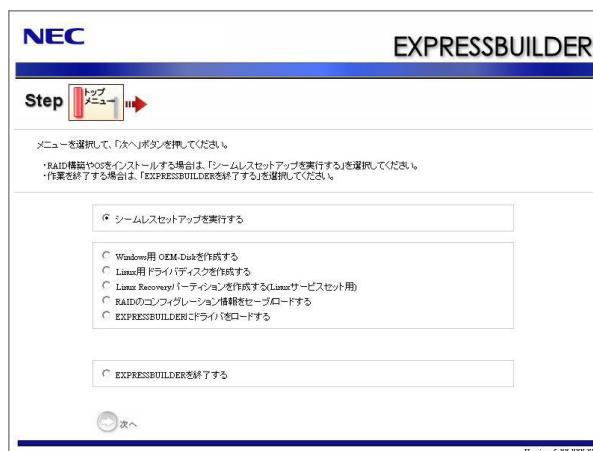 NEC
EXPRESSBUILDER
Step
トップ
メニュー
メニューを選択して、「次へ」ボタンを押してください。
・RAID構築やOSをインストールする場合は、「シームレスセットアップを実行する」を選択してください。
・作業を終了する場合は、「EXPRESSBUILDERを終了する」を選択してください。
シームレスセットアップを実行する
Windows用 OEM-Diskを作成する
Linux用 ドライバディスクを作成する
Linux Recoveryパーティションを作成する(Linuxサービスセット用)
RAIDのコンフィグレーション情報をセーブ/ロードする
EXPRESSBUILDERにドライバをロードする
EXPRESSBUILDERを終了する
次へ